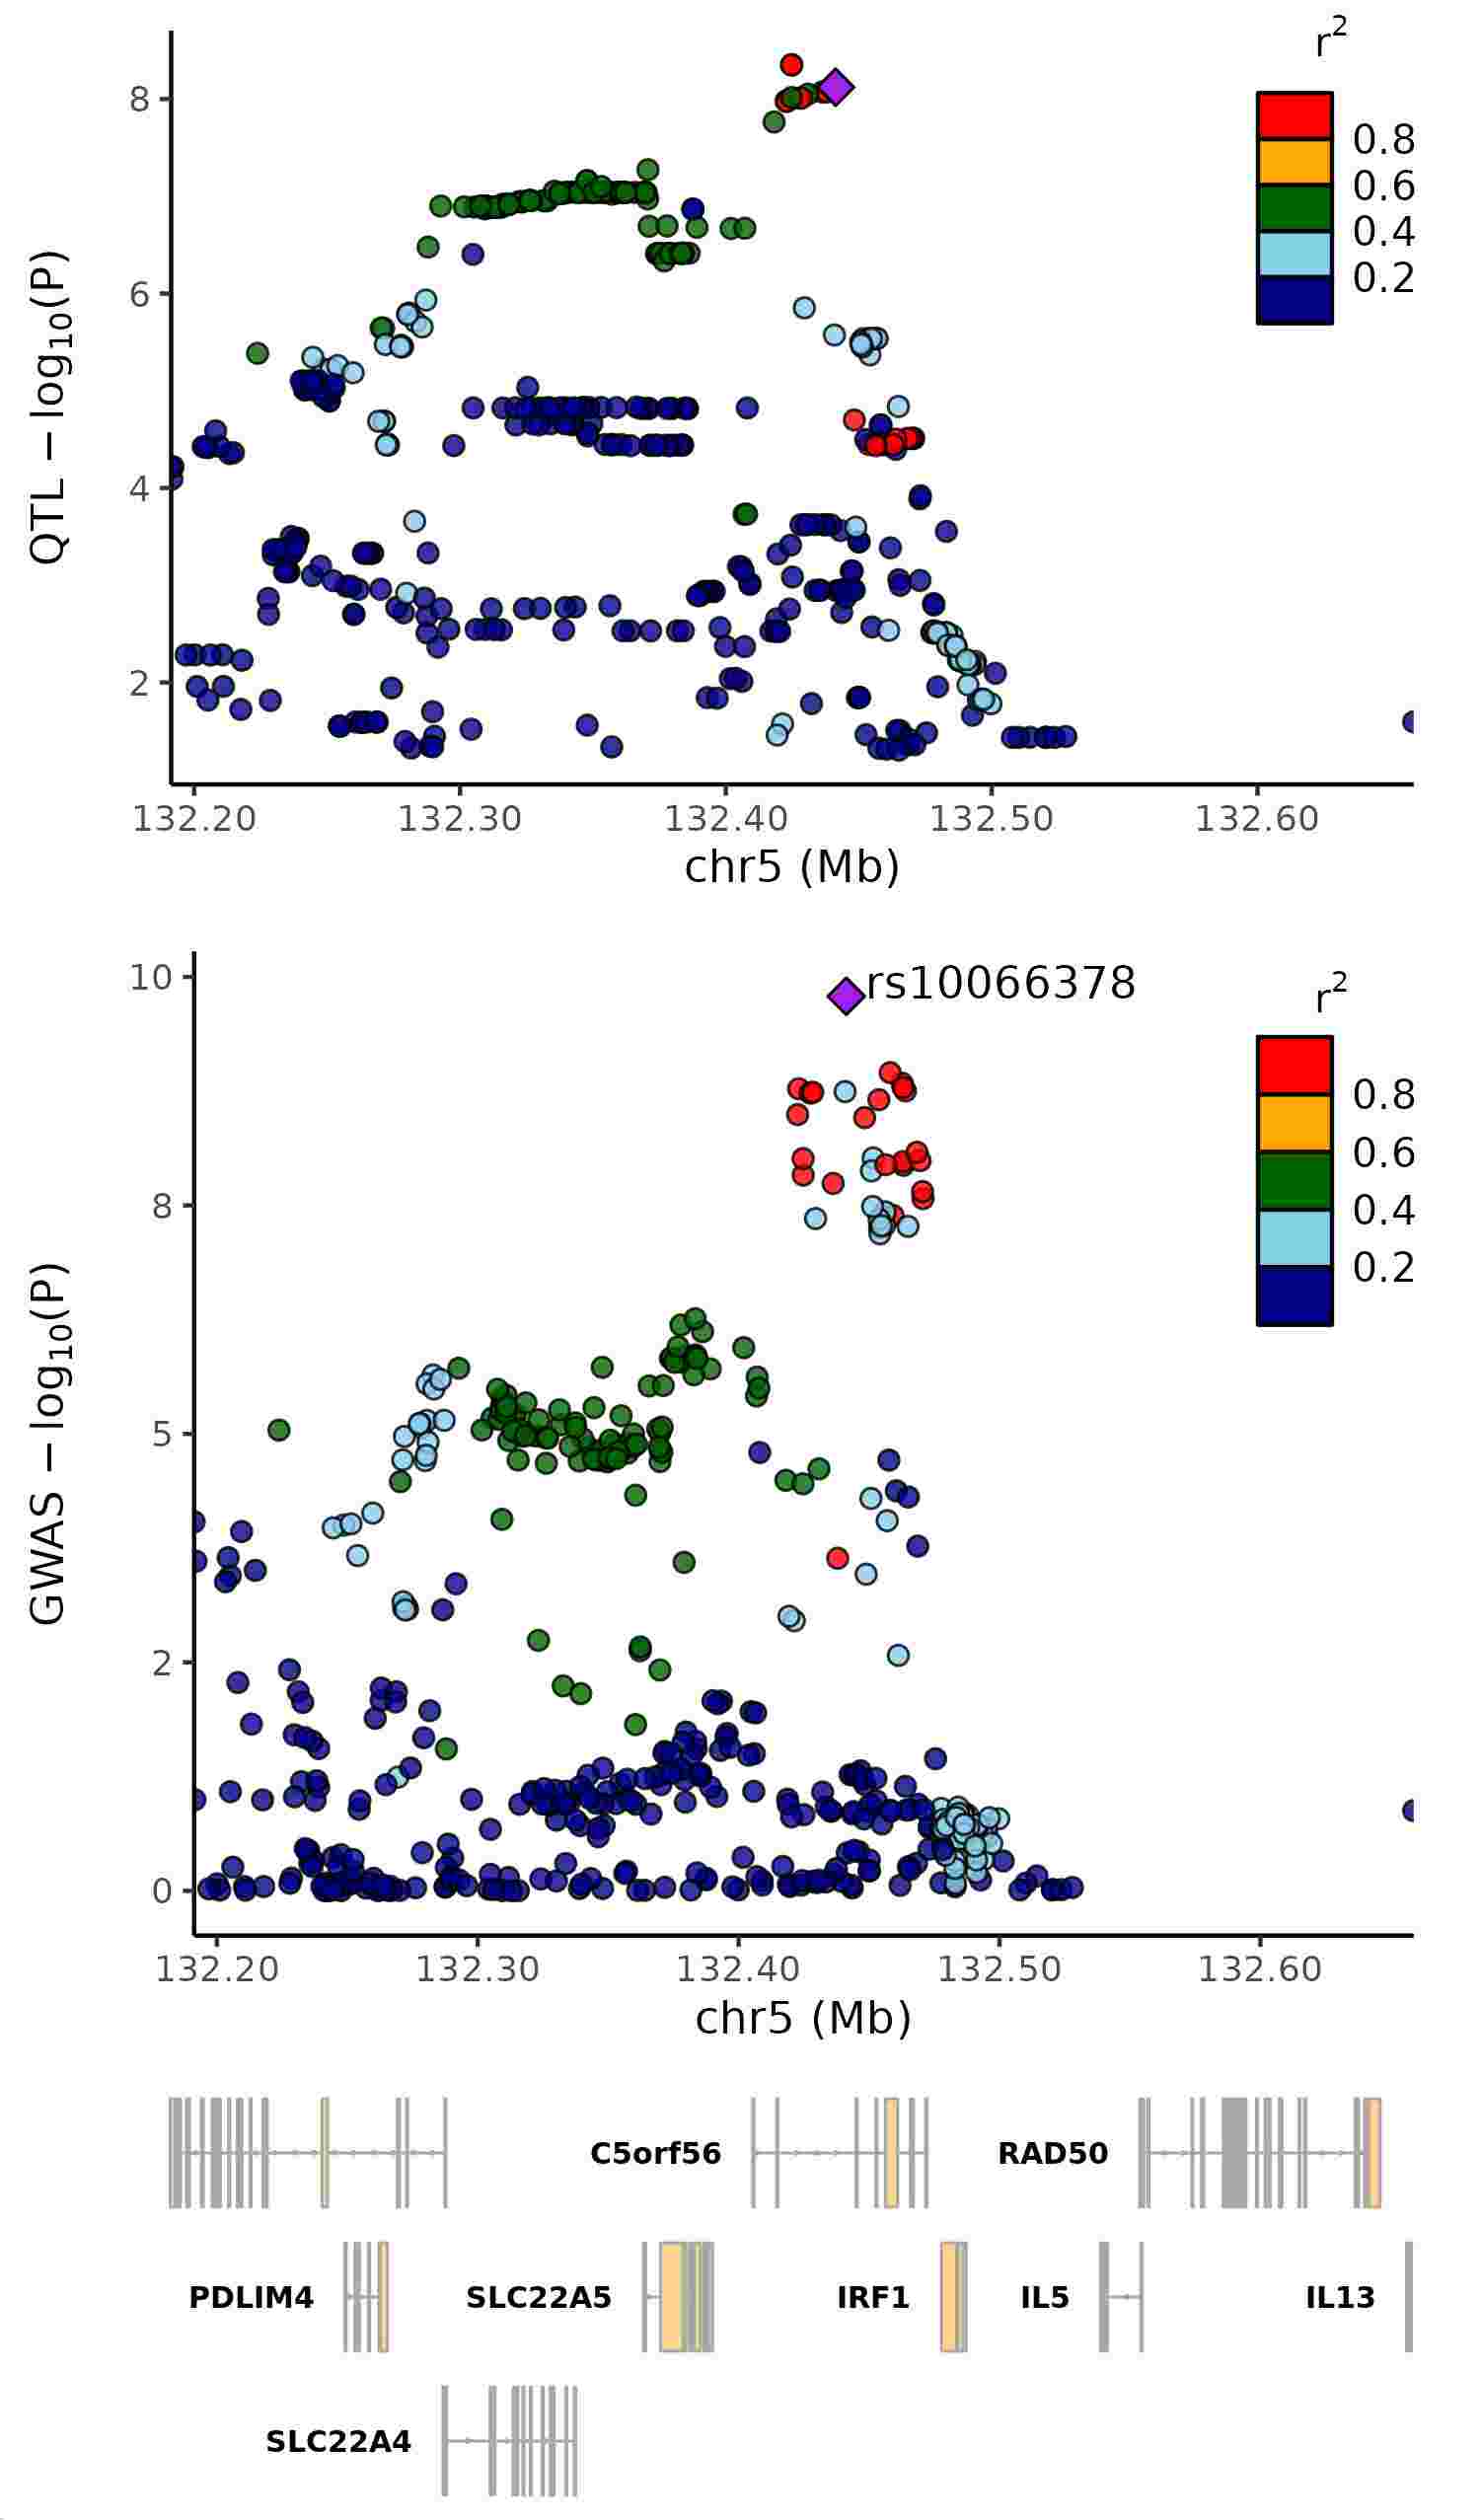 r²
8
6
4
2
0.8
0.6
0.4
0.2
QTL − log₁₀(P)
132.20 132.30 132.40 132.50 132.60
chr5 (Mb)
rs10066378
r²
10
8
5
2
0
0.8
0.6
0.4
0.2
GWAS − log₁₀(P)
132.20 132.30 132.40 132.50 132.60
chr5 (Mb)
C5orf56 RAD50
PDLIM4 SLC22A5 IRF1 IL5 IL13
SLC22A4